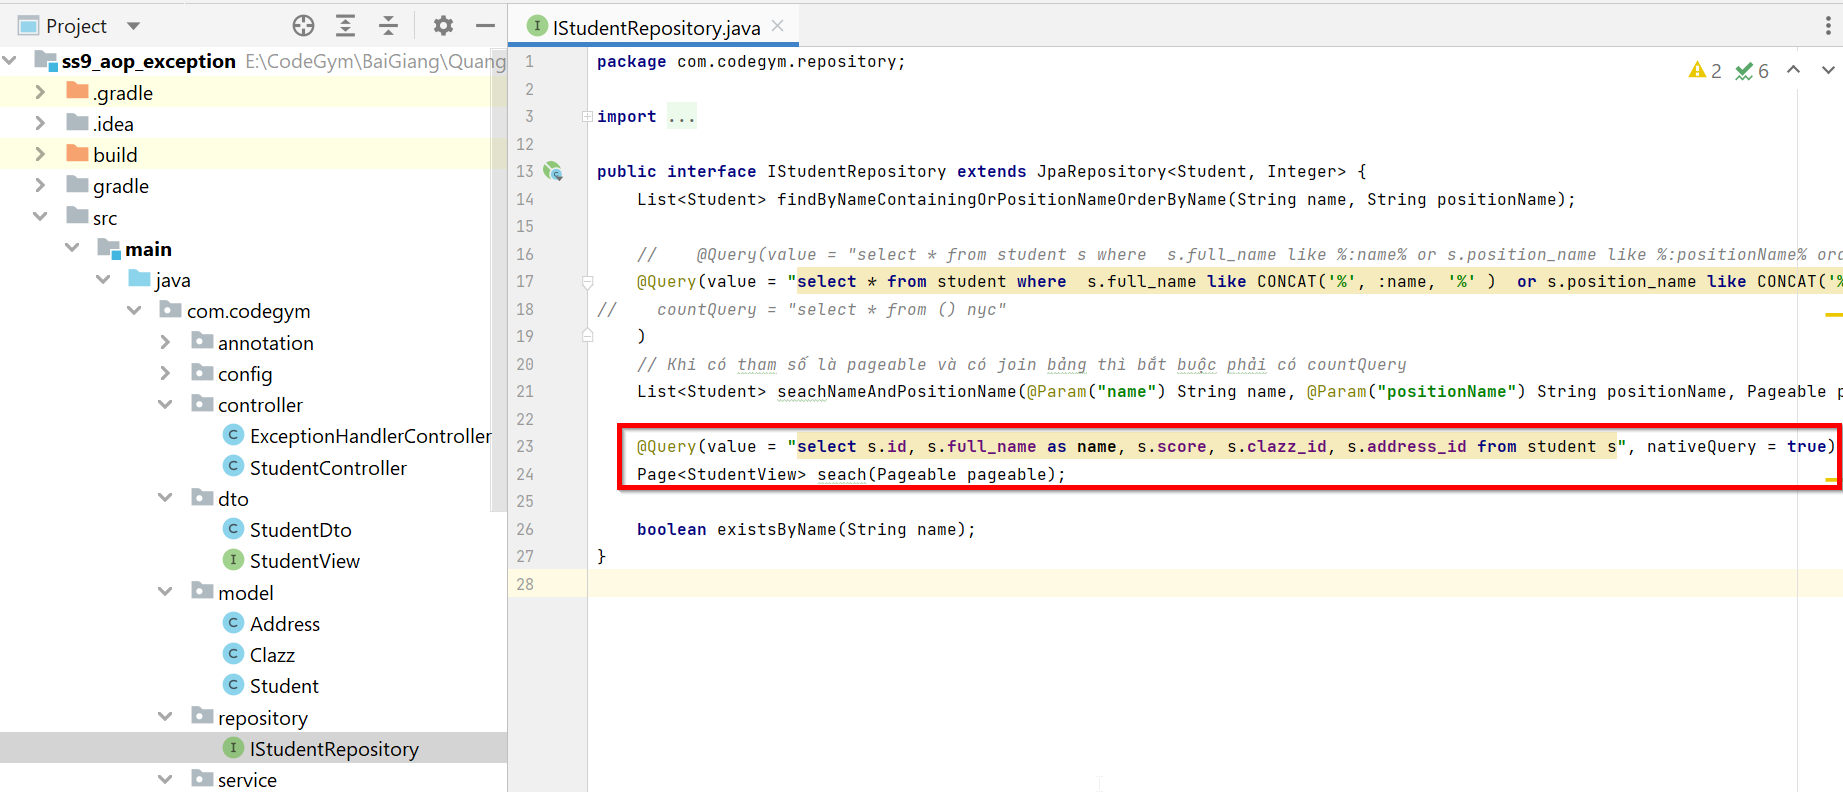 Project
IStudentRepository.java
ss9_aop_exception E:\CodeGym\BaiGiang\Quang
.gradle
.idea
build
gradle
src
main
java
com.codegym
annotation
config
controller
ExceptionHandlerController
StudentController
dto
StudentDto
StudentView
model
Address
Clazz
Student
repository
IStudentRepository
service
2 6
1 package com.codegym.repository;
2
3 import ...
12
13 public interface IStudentRepository extends JpaRepository<Student, Integer> {
14 List<Student> findByNameContainingOrPositionNameOrderByName(String name, String positionName);
15
16 // @Query(value = "select * from student s where s.full_name like %:name% or s.position_name like %:positionName% ord
17 @Query(value = "select * from student where s.full_name like CONCAT('%', :name, '%' ) or s.position_name like CONCAT('%
18 // countQuery = "select * from () nyc"
19 )
20 // Khi có tham số là pageable và có join bảng thì bắt buộc phải có countQuery
21 List<Student> seachNameAndPositionName(@Param("name") String name, @Param("positionName") String positionName, Pageable p
22
23 @Query(value = "select s.id, s.full_name as name, s.score, s.clazz_id, s.address_id from student s", nativeQuery = true)
24 Page<StudentView> seach(Pageable pageable);
25
26 boolean existsByName(String name);
27 }
28